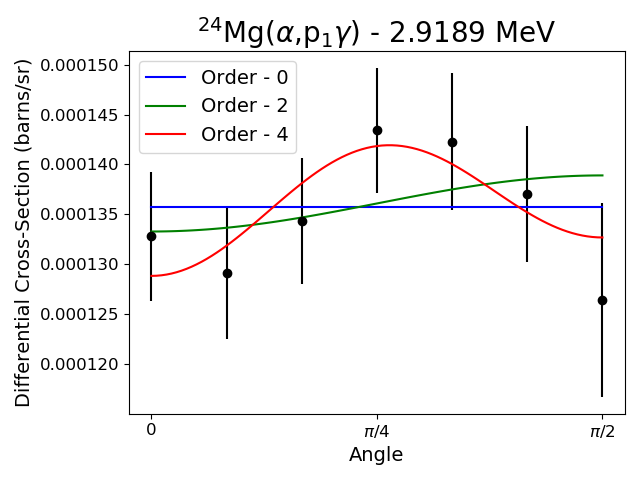 ²⁴Mg(α,p₁γ) - 2.9189 MeV
Differential Cross-Section (barns/sr)
0.000150
0.000145
0.000140
0.000135
0.000130
0.000125
0.000120
Order - 0
Order - 2
Order - 4
0
π/4
π/2
Angle